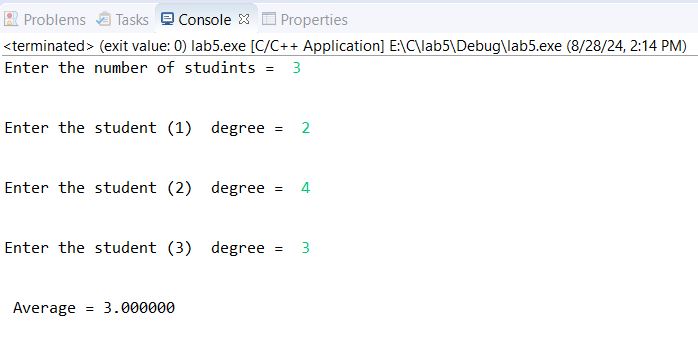 Problems Tasks Console Properties
<terminated> (exit value: 0) lab5.exe [C/C++ Application] E:\C\lab5\Debug\lab5.exe (8/28/24, 2:14 PM)
Enter the number of studints = 3
Enter the student (1) degree = 2
Enter the student (2) degree = 4
Enter the student (3) degree = 3
Average = 3.000000